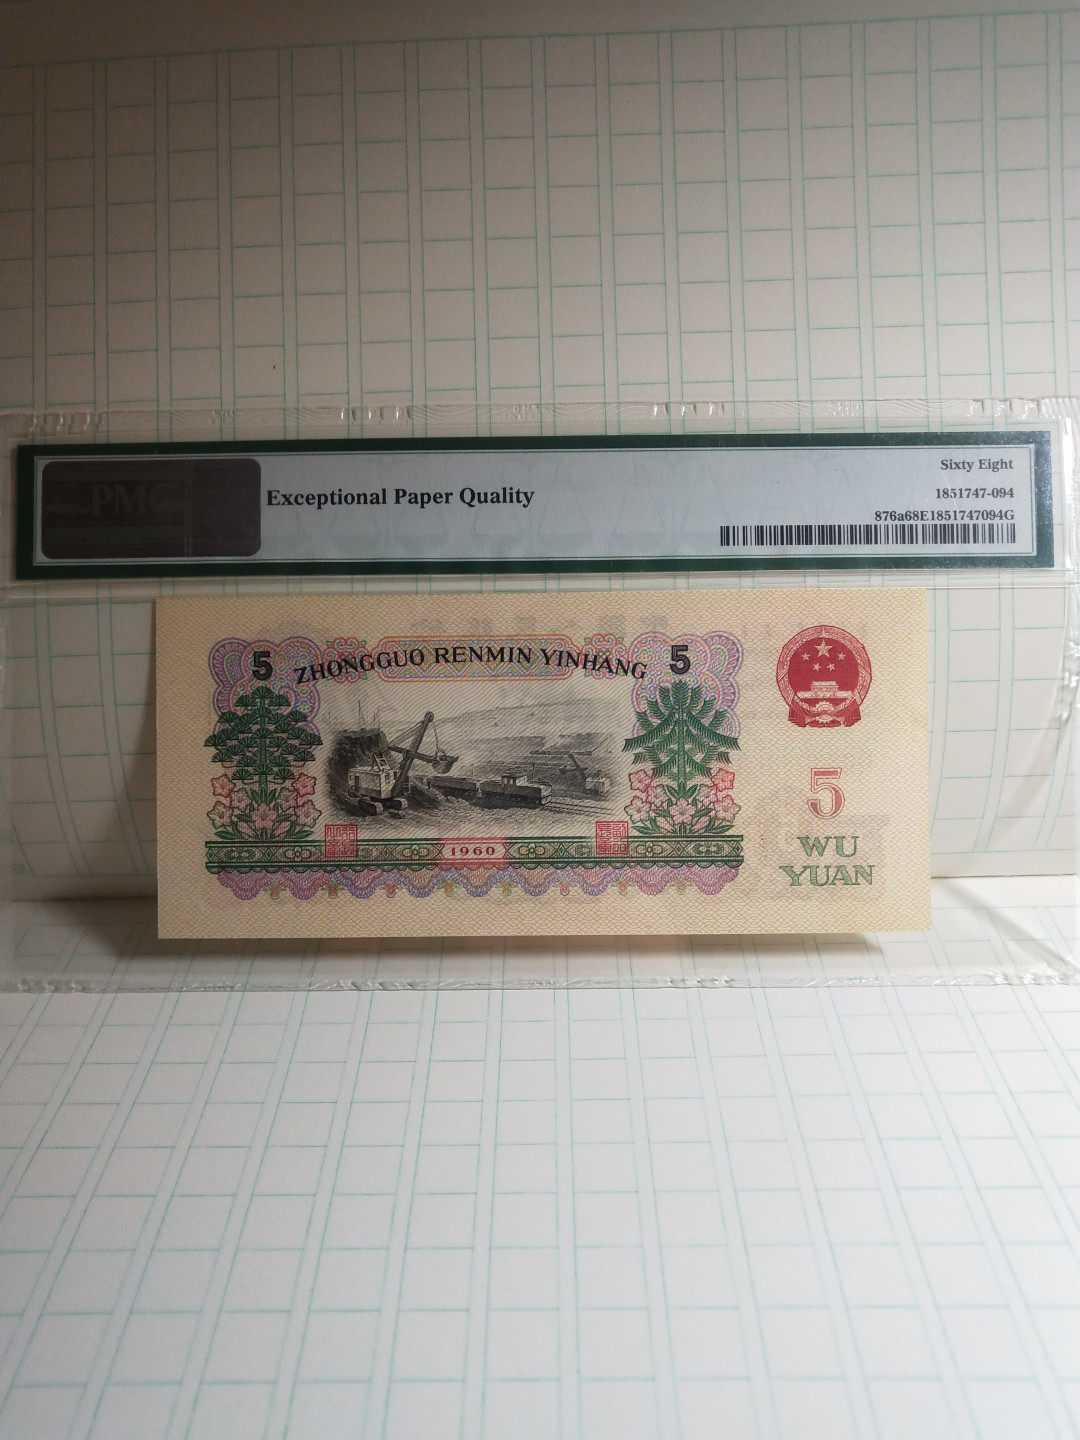 PMG
Exceptional Paper Quality
Sixty Eight
1851747-094
876a68E1851747094G
5 ZHONGGUO RENMIN YINHANG 5
1960
5
WU
YUAN